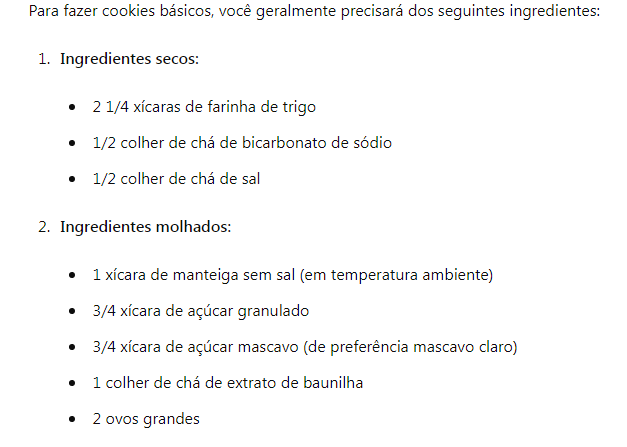 Para fazer cookies básicos, você geralmente precisará dos seguintes ingredientes:
1. Ingredientes secos:
• 2 1/4 xícaras de farinha de trigo
• 1/2 colher de chá de bicarbonato de sódio
• 1/2 colher de chá de sal
2. Ingredientes molhados:
• 1 xícara de manteiga sem sal (em temperatura ambiente)
• 3/4 xícara de açúcar granulado
• 3/4 xícara de açúcar mascavo (de preferência mascavo claro)
• 1 colher de chá de extrato de baunilha
• 2 ovos grandes